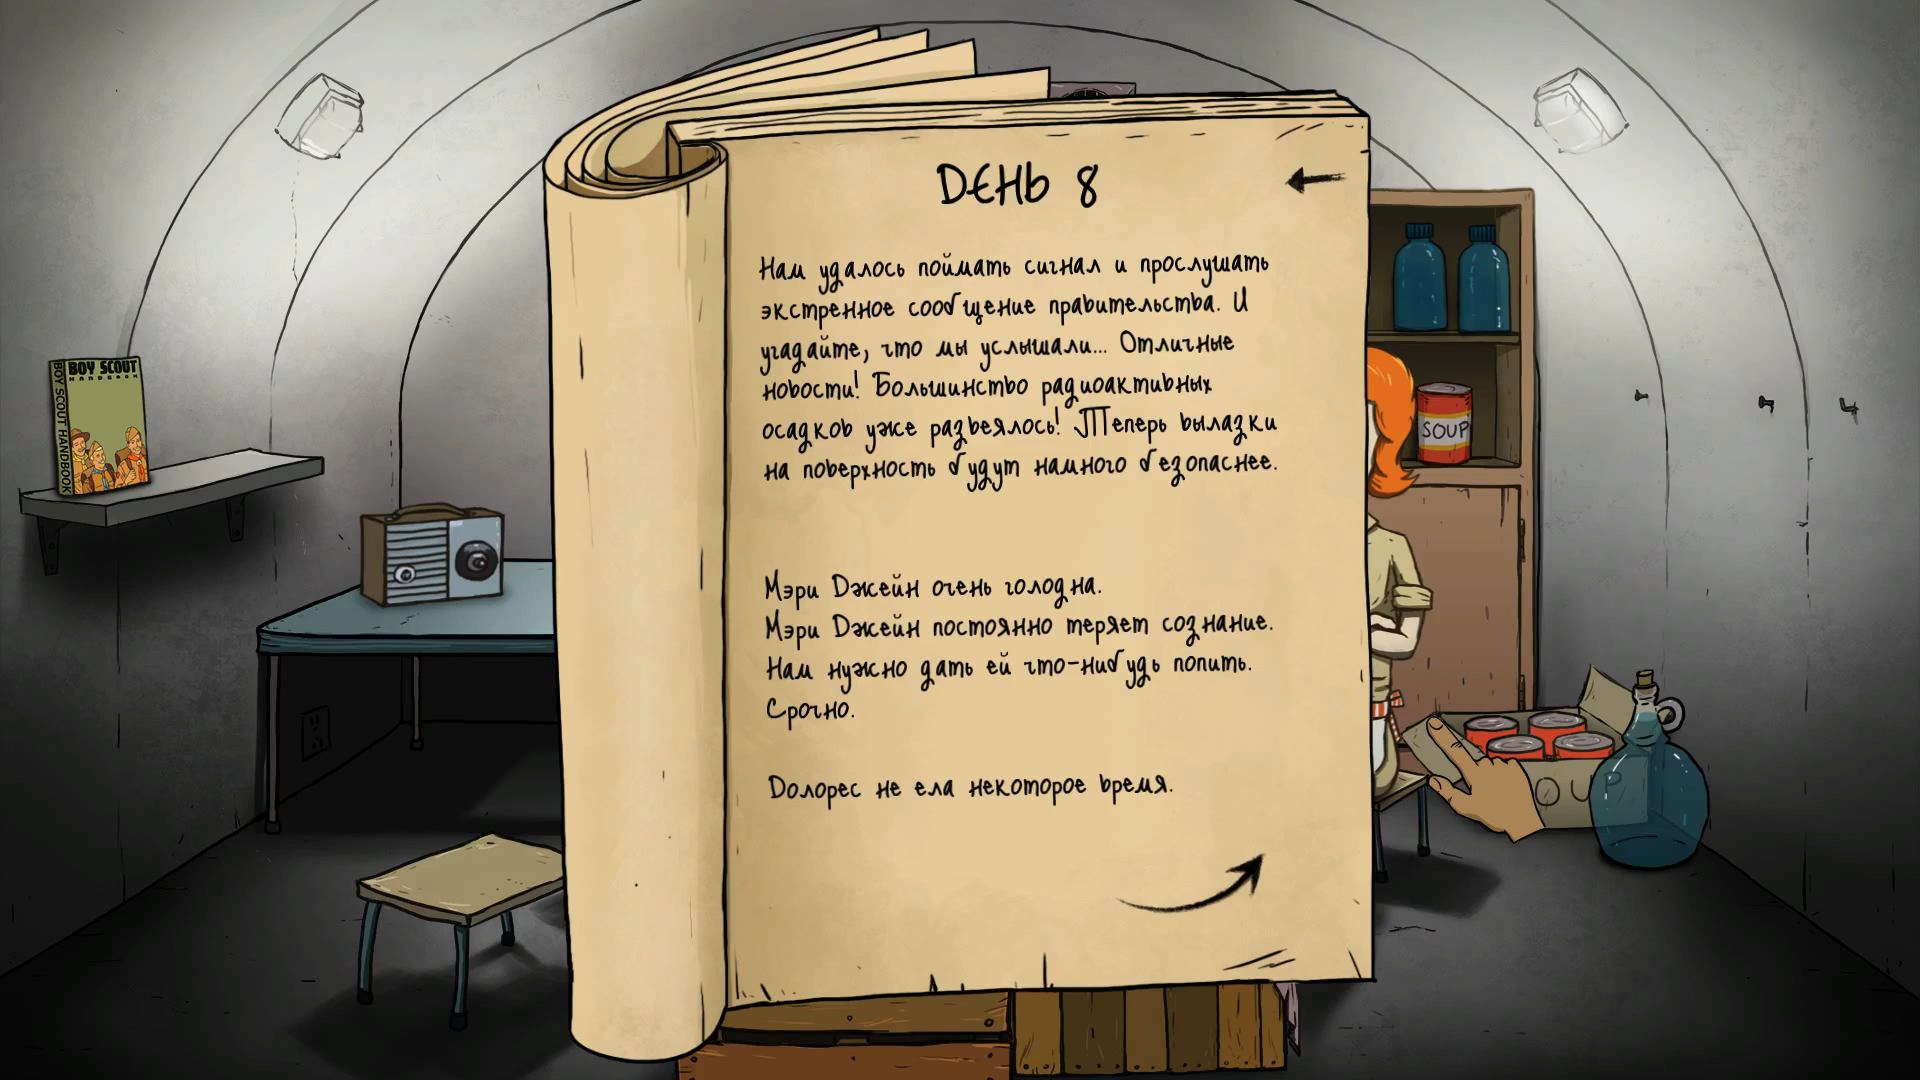 ДЕНЬ 8
Нам удалось поймать сигнал и прослушать
экстренное сообщение правительства. И
угадайте, что мы услышали... Отличные
новости! Большинство радиоактивных
осадков уже развеялось! Теперь вылазки
на поверхность будут намного безопаснее.
Мэри Джейн очень голодна.
Мэри Джейн постоянно теряет сознание.
Нам нужно дать ей что-нибудь попить.
Срочно.
Долорес не ела некоторое время.
BOY SCOUT
HANDBOOK
BOY SCOUT HANDBOOK
SOUP
OUP